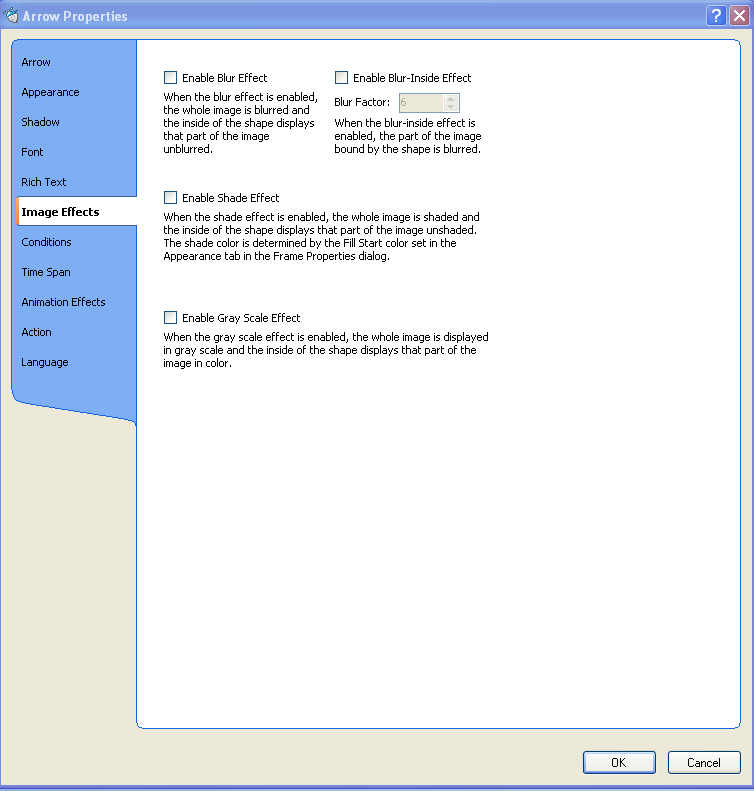 Arrow Properties
Arrow
Appearance
Shadow
Font
Rich Text
Image Effects
Conditions
Time Span
Animation Effects
Action
Language
Enable Blur Effect
When the blur effect is enabled,
the whole image is blurred and
the inside of the shape displays
that part of the image
unblurred.
Enable Blur-Inside Effect
Blur Factor: 6
When the blur-inside effect is
enabled, the part of the image
bound by the shape is blurred.
Enable Shade Effect
When the shade effect is enabled, the whole image is shaded and
the inside of the shape displays that part of the image unshaded.
The shade color is determined by the Fill Start color set in the
Appearance tab in the Frame Properties dialog.
Enable Gray Scale Effect
When the gray scale effect is enabled, the whole image is displayed
in gray scale and the inside of the shape displays that part of the
image in color.
OK
Cancel